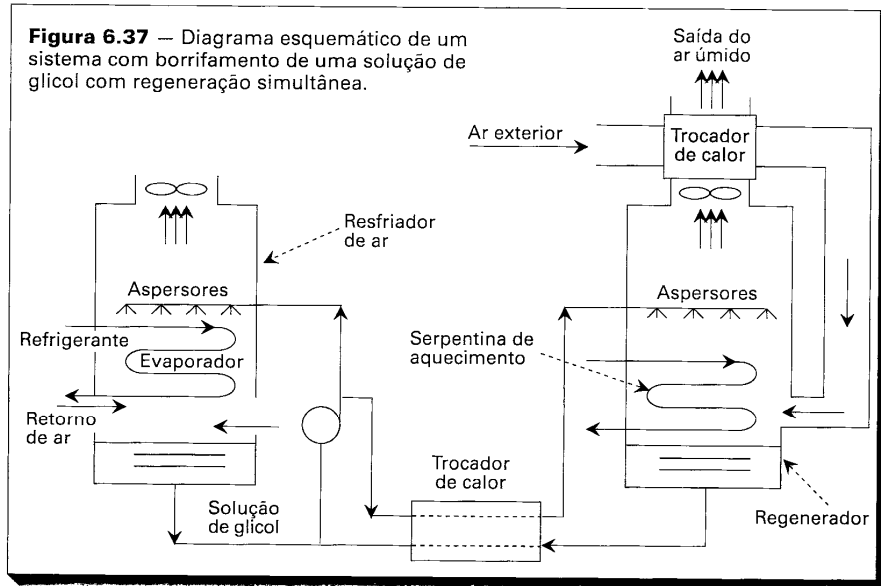 Figura 6.37 — Diagrama esquemático de um
sistema com borrifamento de uma solução de
glicol com regeneração simultânea.
Saída do
ar úmido
Ar exterior
Trocador
de calor
Resfriador
de ar
Aspersores
Aspersores
Refrigerante
Evaporador
Serpentina de
aquecimento
Retorno
de ar
Trocador
de calor
Solução
de glicol
Regenerador